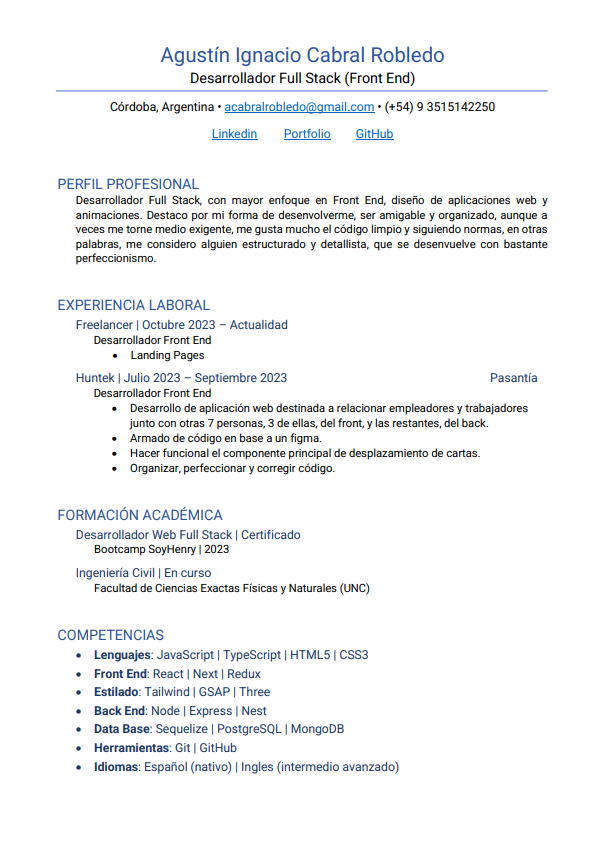 Agustín Ignacio Cabral Robledo
Desarrollador Full Stack (Front End)
Córdoba, Argentina • acabralrobledo@gmail.com • (+54) 9 3515142250
Linkedin Portfolio GitHub
PERFIL PROFESIONAL
Desarrollador Full Stack, con mayor enfoque en Front End, diseño de aplicaciones web y
animaciones. Destaco por mi forma de desenvolverme, ser amigable y organizado, aunque a
veces me torne medio exigente, me gusta mucho el código limpio y siguiendo normas, en otras
palabras, me considero alguien estructurado y detallista, que se desenvuelve con bastante
perfeccionismo.
EXPERIENCIA LABORAL
Freelancer | Octubre 2023 – Actualidad
Desarrollador Front End
• Landing Pages
Huntek | Julio 2023 – Septiembre 2023 Pasantía
Desarrollador Front End
• Desarrollo de aplicación web destinada a relacionar empleadores y trabajadores
junto con otras 7 personas, 3 de ellas, del front, y las restantes, del back.
• Armado de código en base a un figma.
• Hacer funcional el componente principal de desplazamiento de cartas.
• Organizar, perfeccionar y corregir código.
FORMACIÓN ACADÉMICA
Desarrollador Web Full Stack | Certificado
Bootcamp SoyHenry | 2023
Ingeniería Civil | En curso
Facultad de Ciencias Exactas Físicas y Naturales (UNC)
COMPETENCIAS
• Lenguajes: JavaScript | TypeScript | HTML5 | CSS3
• Front End: React | Next | Redux
• Estilado: Tailwind | GSAP | Three
• Back End: Node | Express | Nest
• Data Base: Sequelize | PostgreSQL | MongoDB
• Herramientas: Git | GitHub
• Idiomas: Español (nativo) | Ingles (intermedio avanzado)